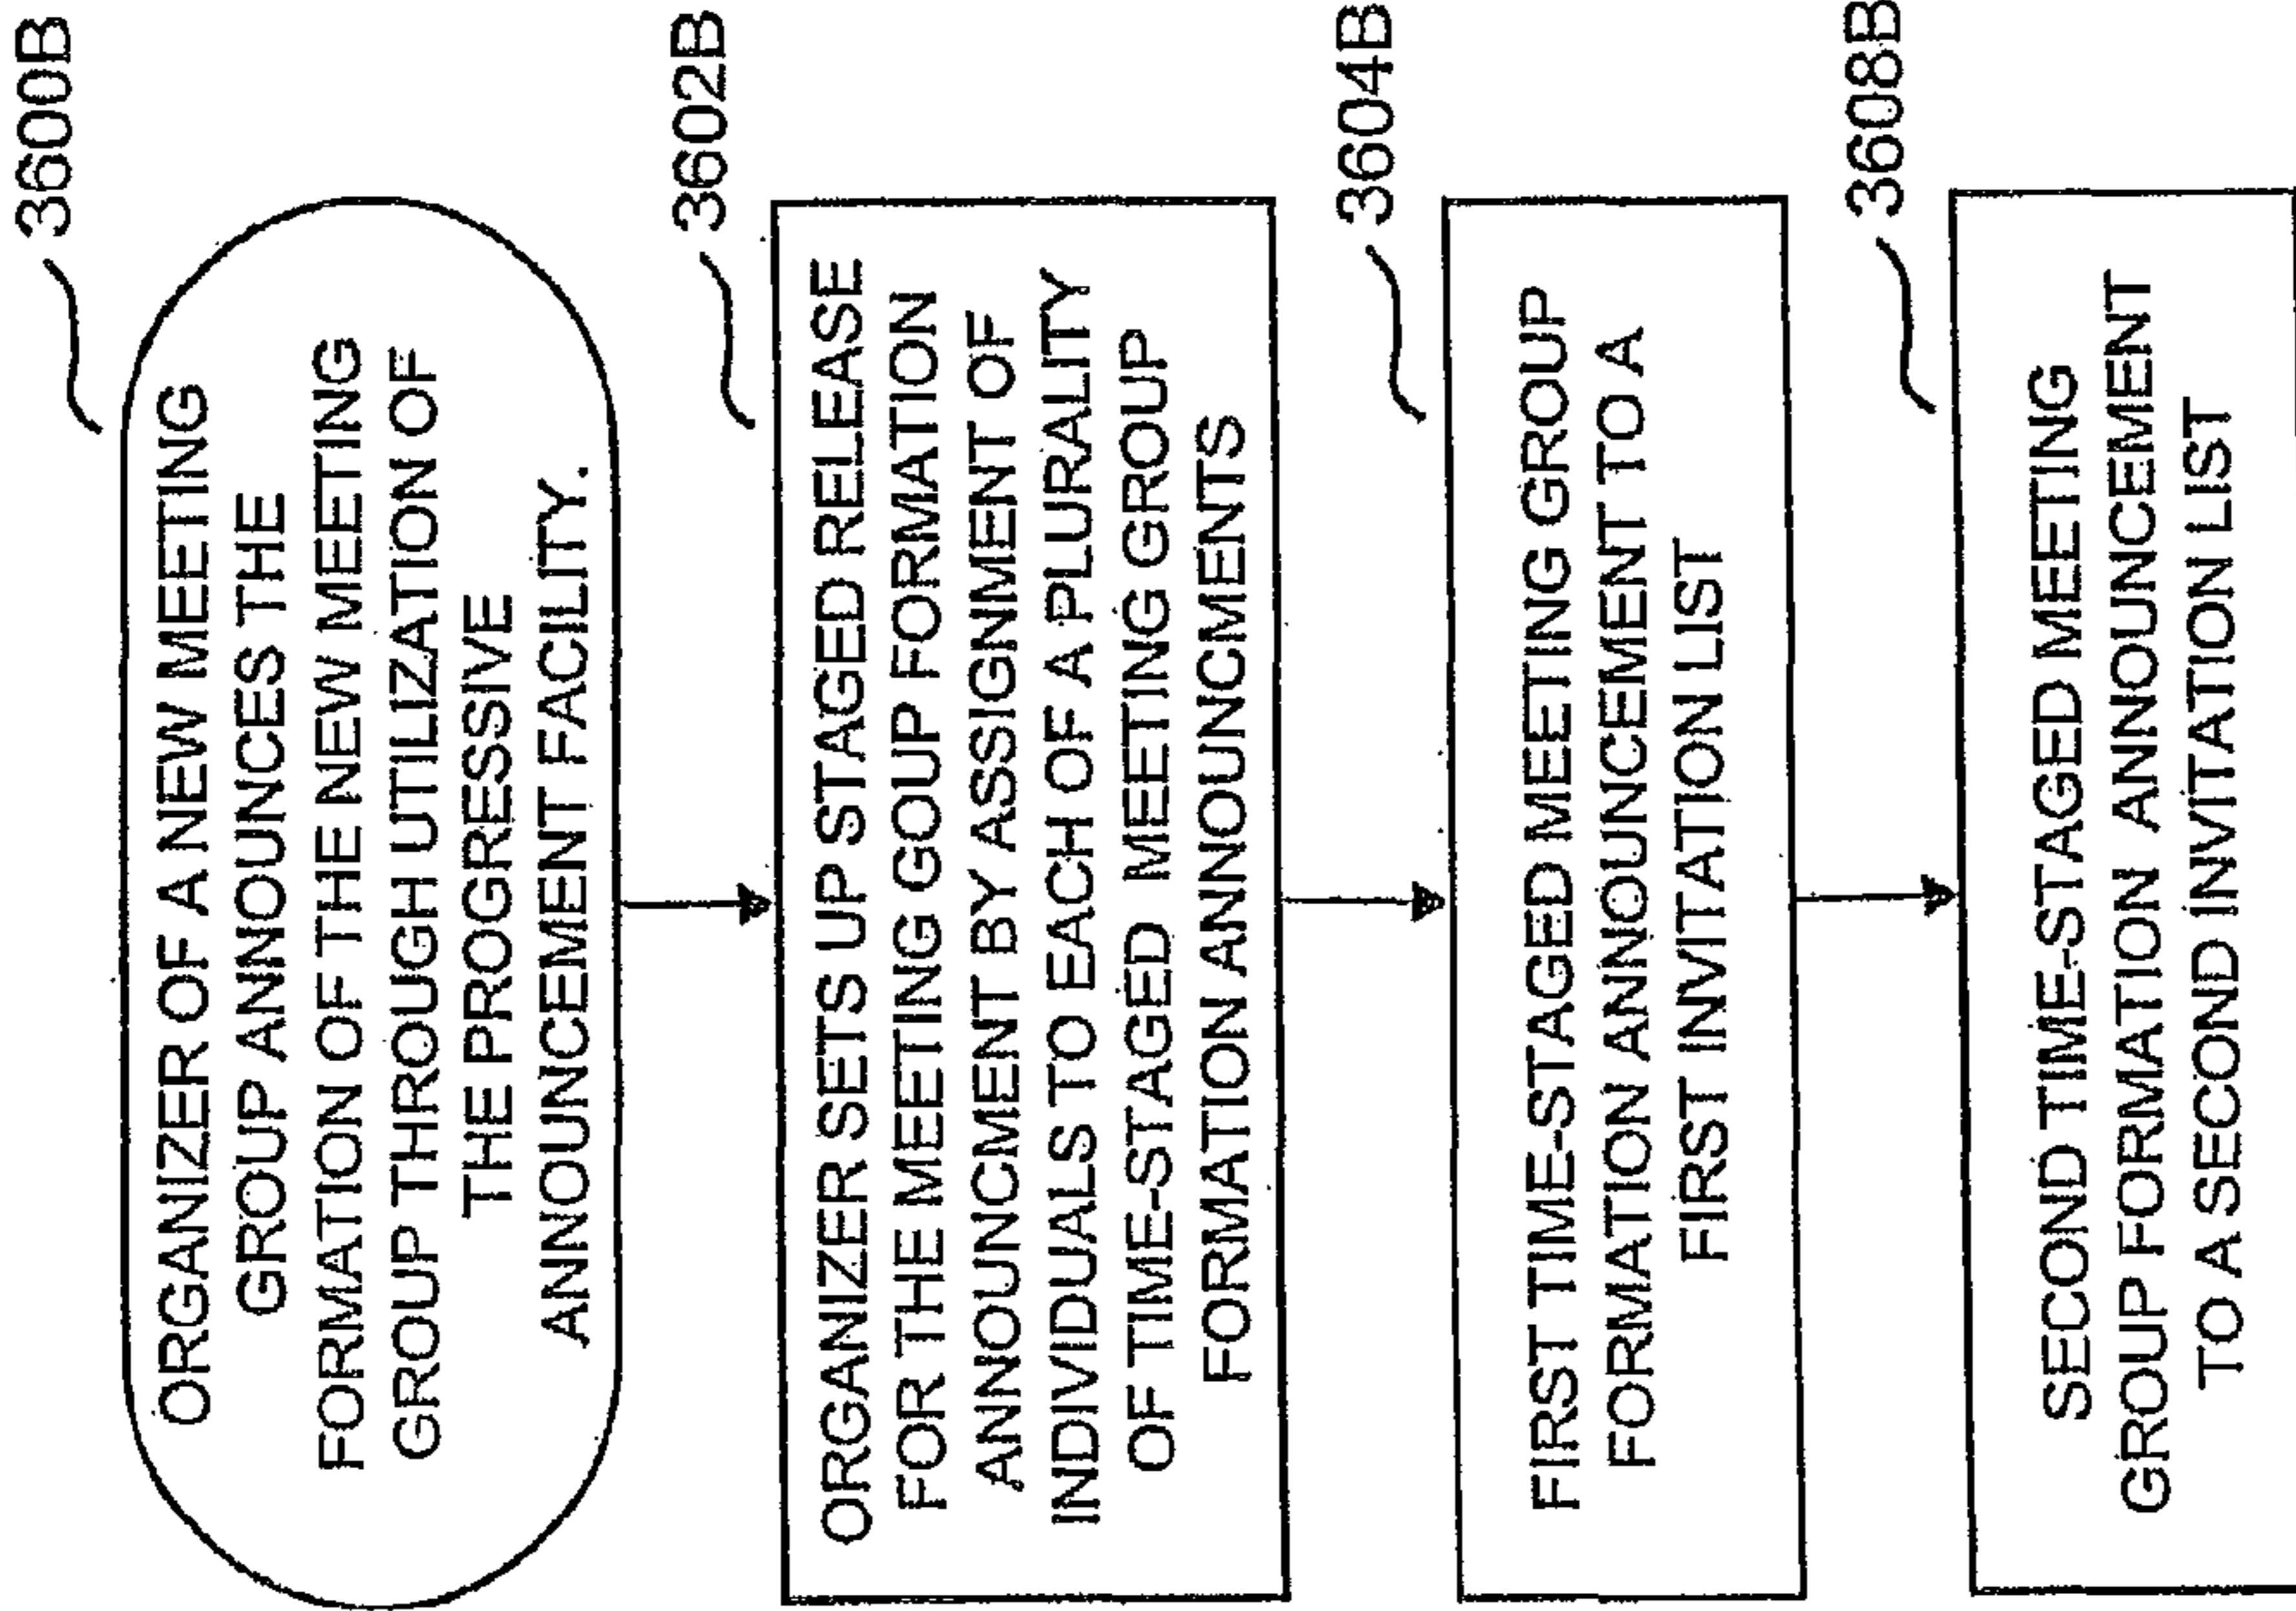 3600B
ORGANIZER OF A NEW MEETING
GROUP ANNOUNCES THE
FORMATION OF THE NEW MEETING
GROUP THROUGH UTILIZATION OF
THE PROGRESSIVE
ANNOUNCEMENT FACILITY.
3602B
ORGANIZER SETS UP STAGED RELEASE
FOR THE MEETING GOUP FORMATION
ANNOUNCMENT BY ASSIGNMENT OF
INDIVIDUALS TO EACH OF A PLURALITY
OF TIME-STAGED MEETING GROUP
FORMATION ANNOUNCMENTS
3604B
FIRST TIME-STAGED MEETING GROUP
FORMATION ANNOUNCEMENT TO A
FIRST INVITATION LIST
3608B
SECOND TIME-STAGED MEETING
GROUP FORMATION ANNOUNCEMENT
TO A SECOND INVITATION LIST